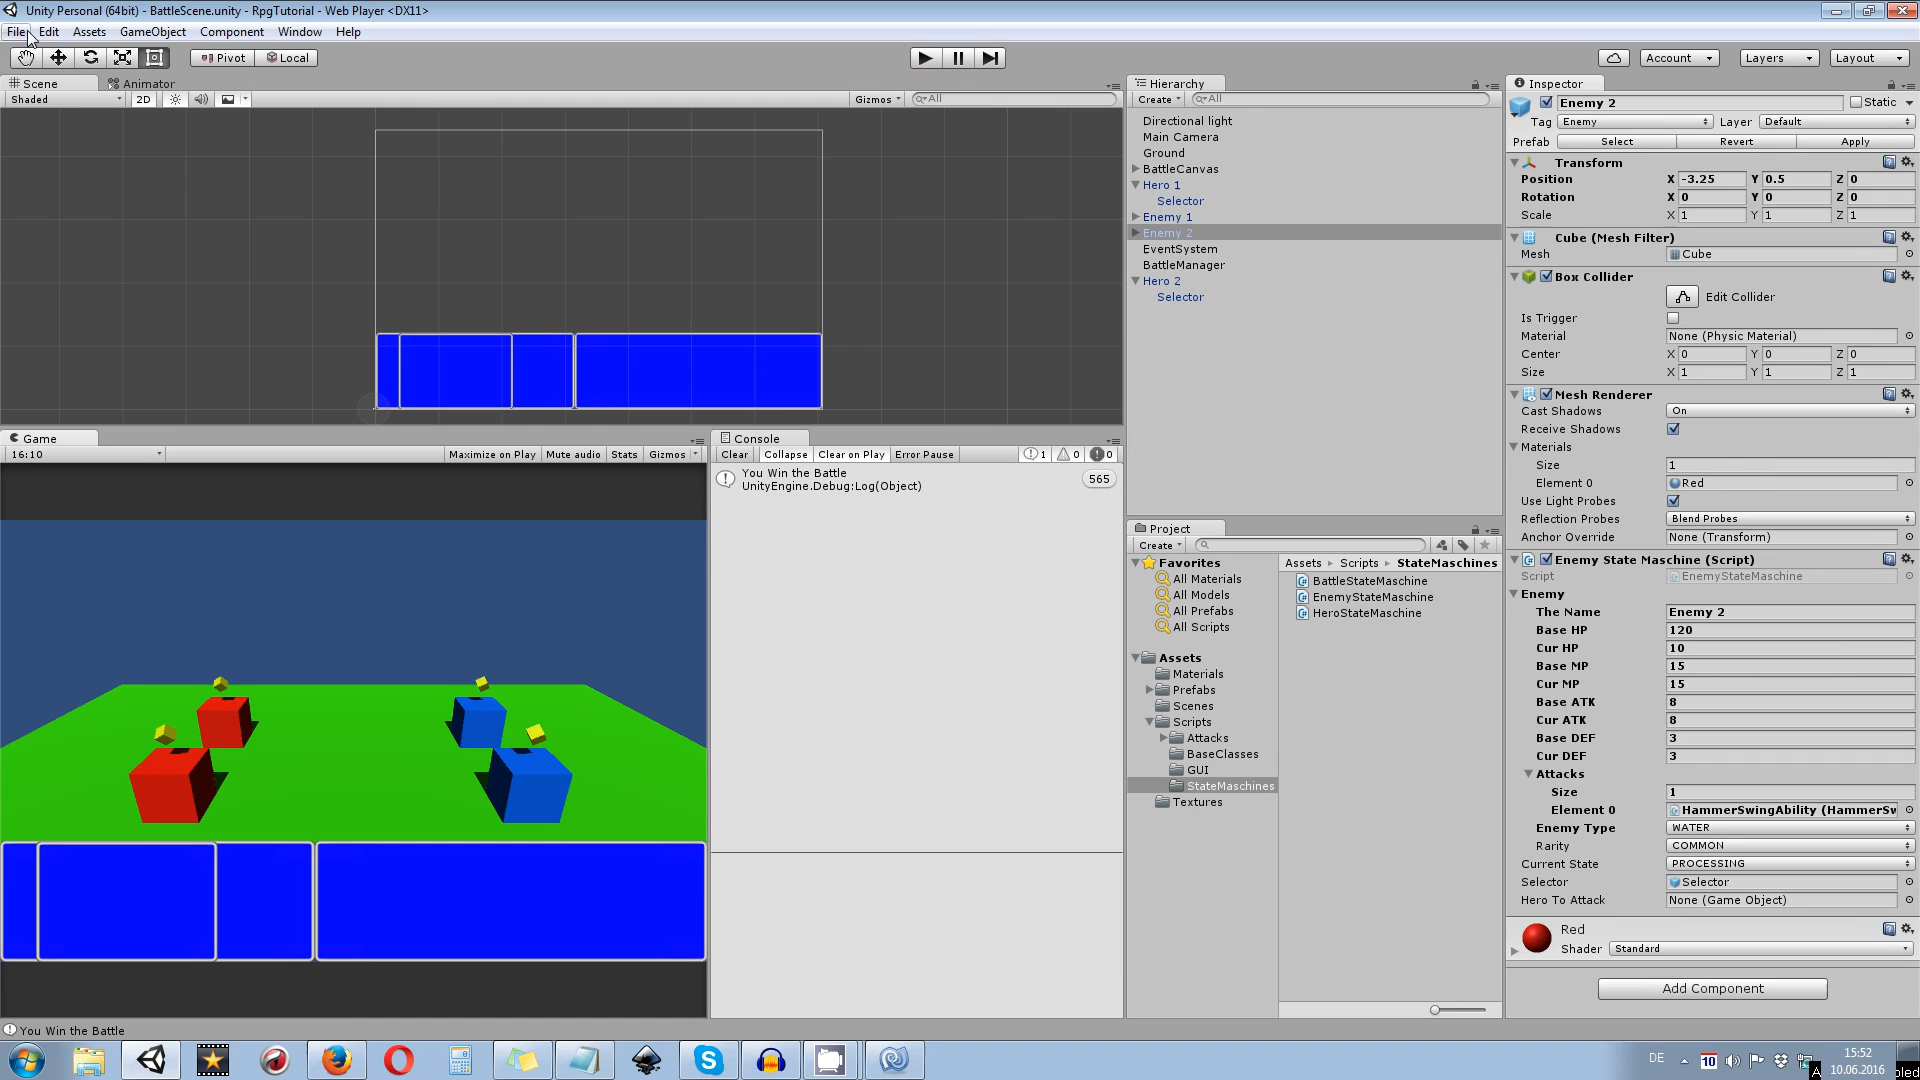 Unity Personal (64bit) - BattleScene.unity - RpgTutorial - Web Player <DX11>
File Edit Assets GameObject Component Window Help
Pivot Local Account Layers Layout
Scene Animator
Shaded 2D Gizmos All
Hierarchy
Create All
Directional light
Main Camera
Ground
BattleCanvas
Hero 1
Selector
Enemy 1
Enemy 2
EventSystem
BattleManager
Hero 2
Selector
Inspector
Enemy 2 Static
Tag Enemy Layer Default
Prefab Select Revert Apply
Transform
Position X -3.25 Y 0.5 Z 0
Rotation X 0 Y 0 Z 0
Scale X 1 Y 1 Z 1
Cube (Mesh Filter)
Mesh Cube
Box Collider
Edit Collider
Is Trigger
Material None (Physic Material)
Center X 0 Y 0 Z 0
Size X 1 Y 1 Z 1
Mesh Renderer
Cast Shadows On
Receive Shadows
Materials
Size 1
Element 0 Red
Use Light Probes
Reflection Probes Blend Probes
Anchor Override None (Transform)
Enemy State Maschine (Script)
Script EnemyStateMaschine
Enemy
The Name Enemy 2
Base HP 120
Cur HP 10
Base MP 15
Cur MP 15
Base ATK 8
Cur ATK 8
Base DEF 3
Cur DEF 3
Attacks
Size 1
Element 0 HammerSwingAbility (HammerSw
Enemy Type WATER
Rarity COMMON
Current State PROCESSING
Selector Selector
Hero To Attack None (Game Object)
Red
Shader Standard
Add Component
Game
16:10 Maximize on Play Mute audio Stats Gizmos
Console
Clear Collapse Clear on Play Error Pause 1 0 0
You Win the Battle
UnityEngine.Debug:Log(Object)
565
Project
Create
Favorites
All Materials
All Models
All Prefabs
All Scripts
Assets
Materials
Prefabs
Scenes
Scripts
Attacks
BaseClasses
GUI
StateMaschines
Textures
Assets Scripts StateMaschines
BattleStateMaschine
EnemyStateMaschine
HeroStateMaschine
You Win the Battle
DE 10 15:52
10.06.2016